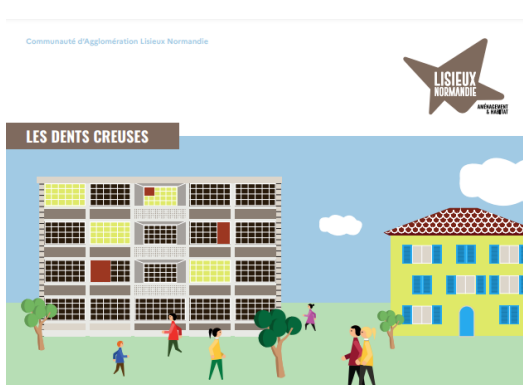 Communauté d'Agglomération Lisieux Normandie
LISIEUX
NORMANDIE
AMÉNAGEMENT
& HABITAT
LES DENTS CREUSES